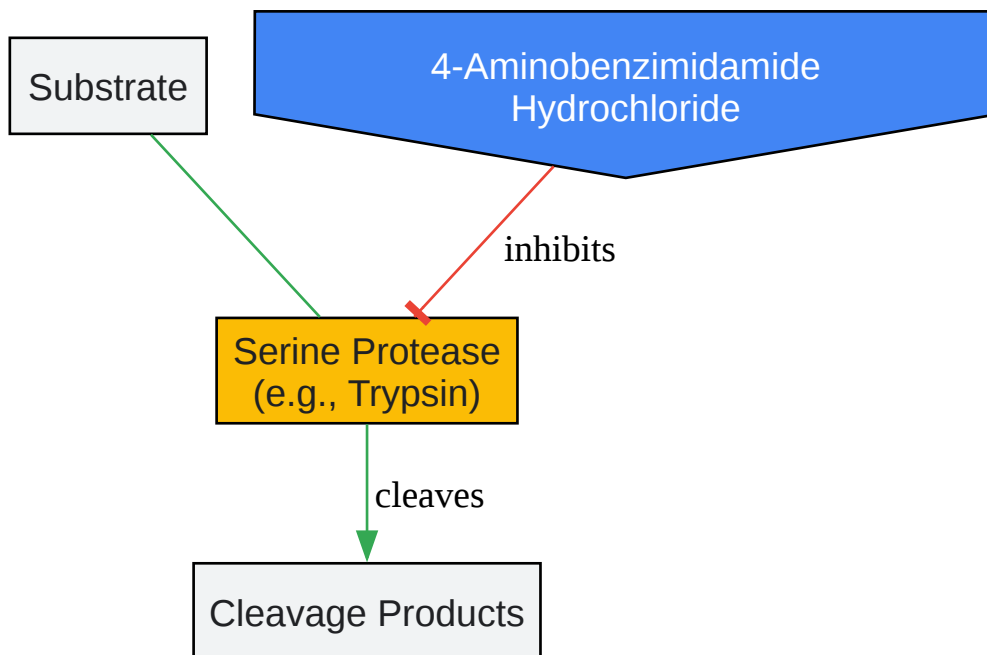 Substrate
4-Aminobenzimidamide
Hydrochloride
inhibits
Serine Protease
(e.g., Trypsin)
cleaves
Cleavage Products